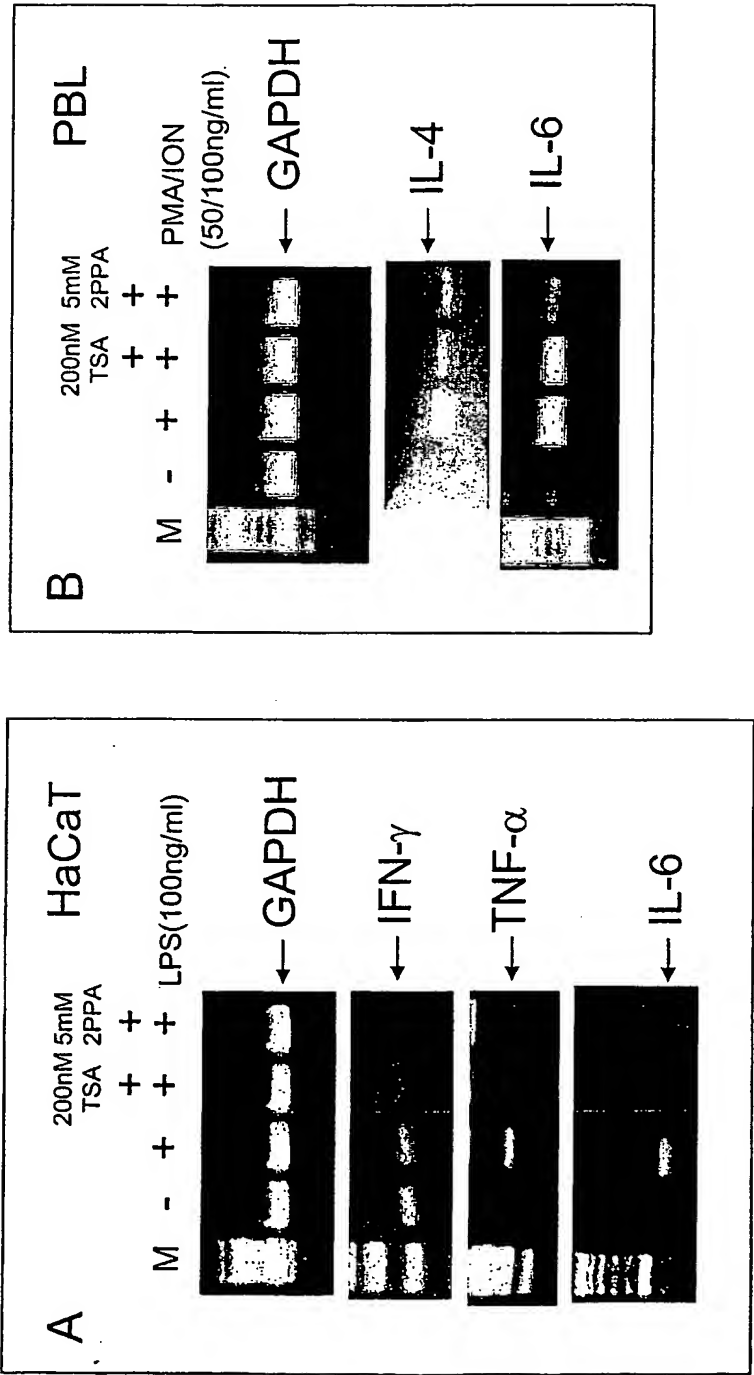 A
HaCaT
200nM 5mM
TSA 2PPA
+ +
M - + + + LPS(100ng/ml)
← GAPDH
← IFN-γ
← TNF-α
← IL-6
B
PBL
200nM 5mM
TSA 2PPA
+ +
M - + + + PMA/ION
(50/100ng/ml).
← GAPDH
← IL-4
← IL-6